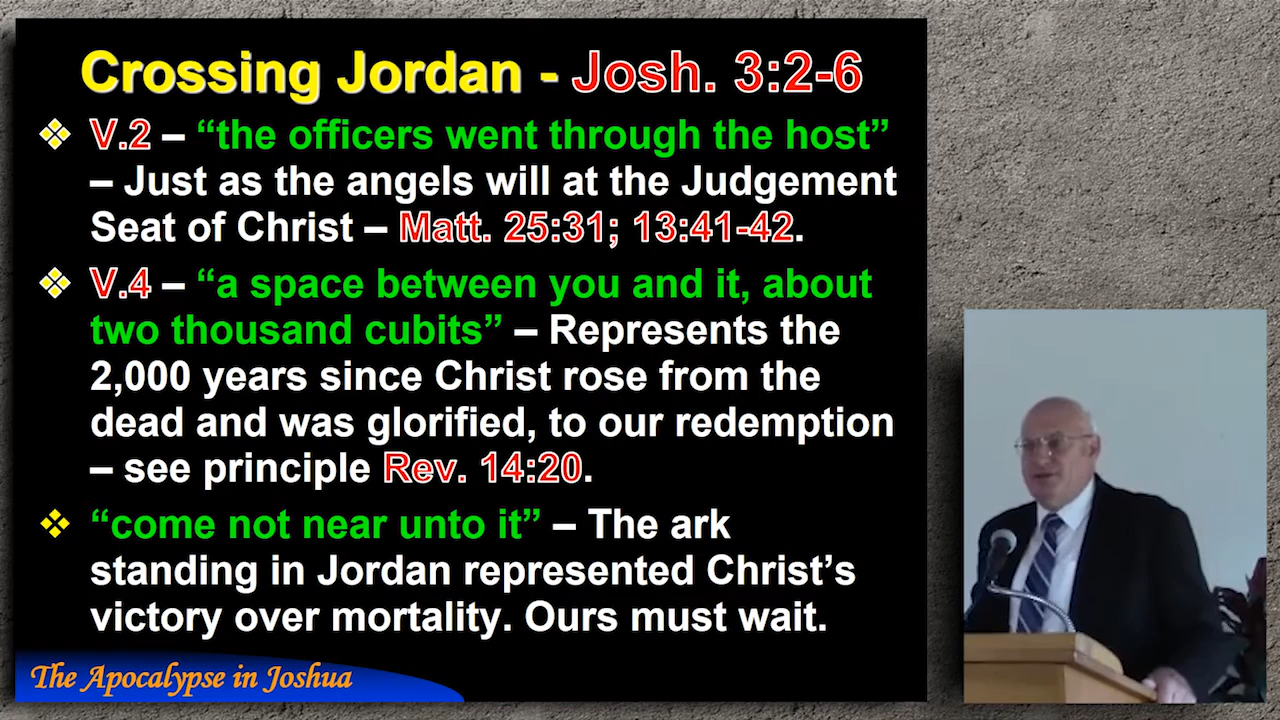 Crossing Jordan - Josh. 3:2-6
V.2 – “the officers went through the host”
– Just as the angels will at the Judgement
Seat of Christ – Matt. 25:31; 13:41-42.
V.4 – “a space between you and it, about
two thousand cubits” – Represents the
2,000 years since Christ rose from the
dead and was glorified, to our redemption
– see principle Rev. 14:20.
“come not near unto it” – The ark
standing in Jordan represented Christ’s
victory over mortality. Ours must wait.
The Apocalypse in Joshua